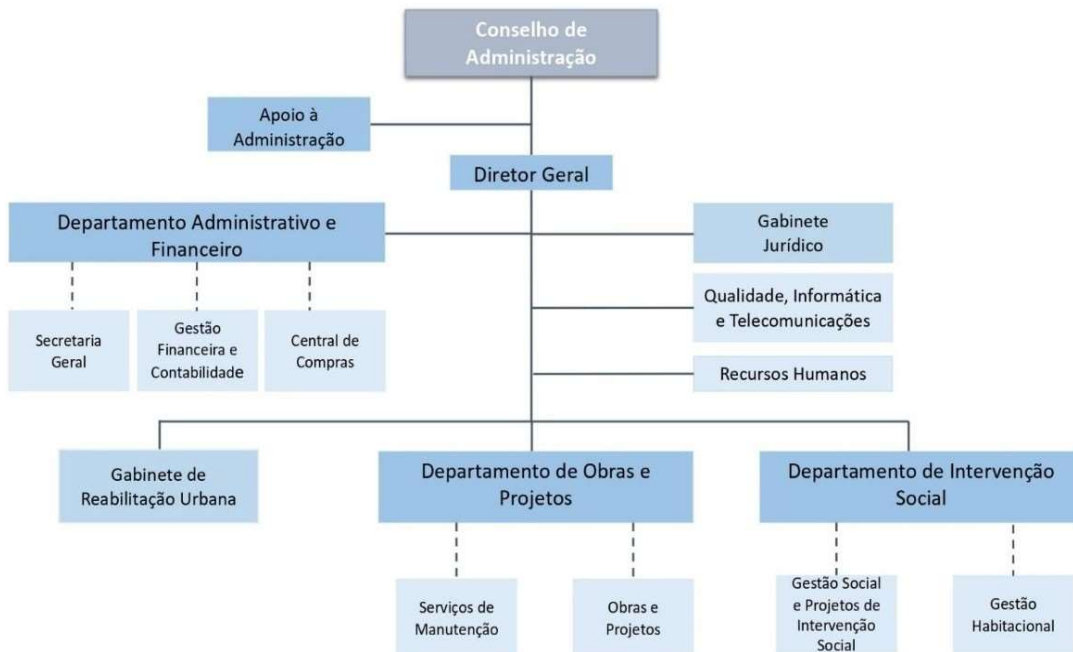 Conselho de
Administração
Apoio à
Administração
Diretor Geral
Departamento Administrativo e
Financeiro
Gabinete
Jurídico
Secretaria
Geral
Gestão
Financeira e
Contabilidade
Central de
Compras
Qualidade, Informática
e Telecomunicações
Recursos Humanos
Gabinete de
Reabilitação Urbana
Departamento de Obras e
Projetos
Departamento de Intervenção
Social
Serviços de
Manutenção
Obras e
Projetos
Gestão Social
e Projetos de
Intervenção
Social
Gestão
Habitacional